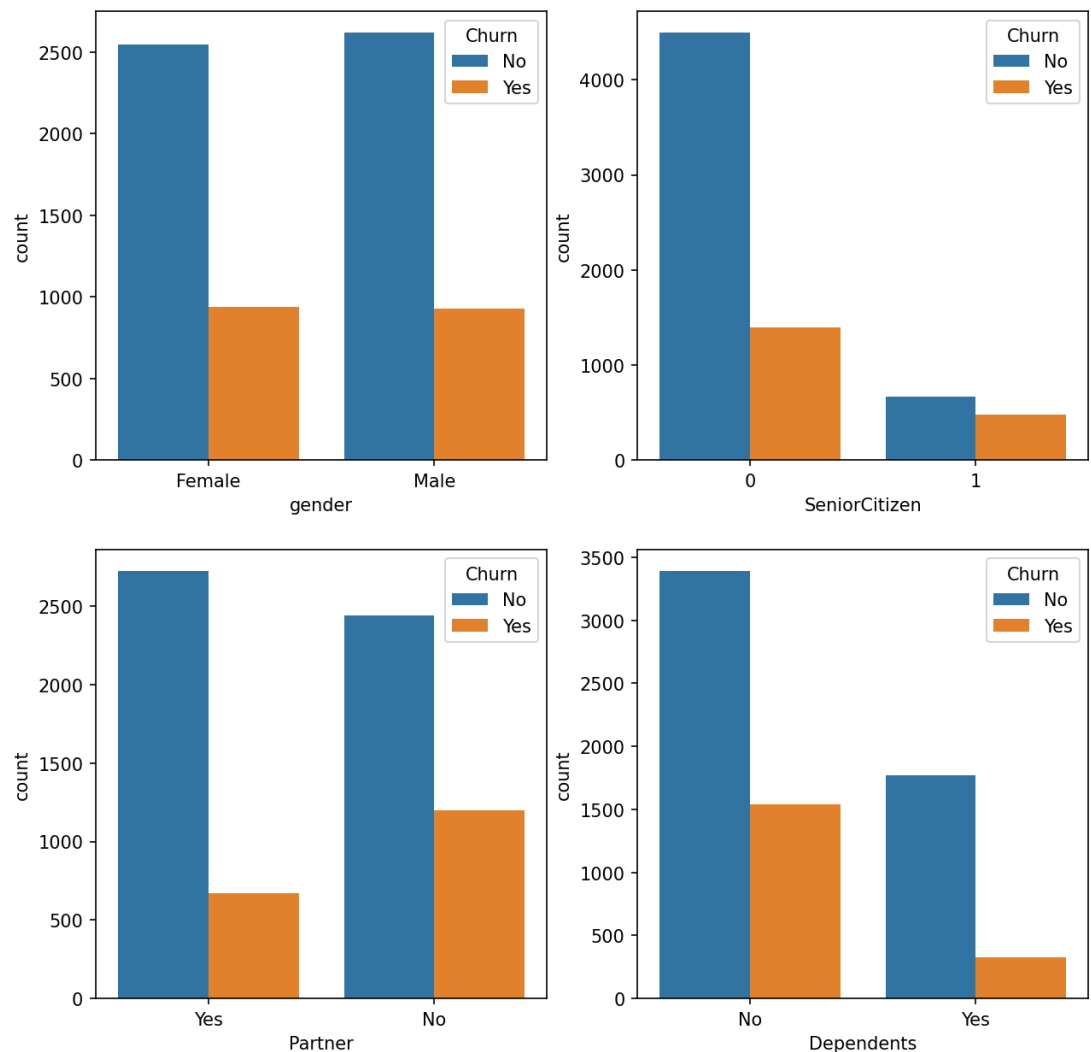 Churn
No
Yes
2500
2000
1500
1000
500
0
count
Female Male
gender
Churn
No
Yes
4000
3000
2000
1000
0
count
0 1
SeniorCitizen
Churn
No
Yes
2500
2000
1500
1000
500
0
count
Yes No
Partner
Churn
No
Yes
3500
3000
2500
2000
1500
1000
500
0
count
No Yes
Dependents